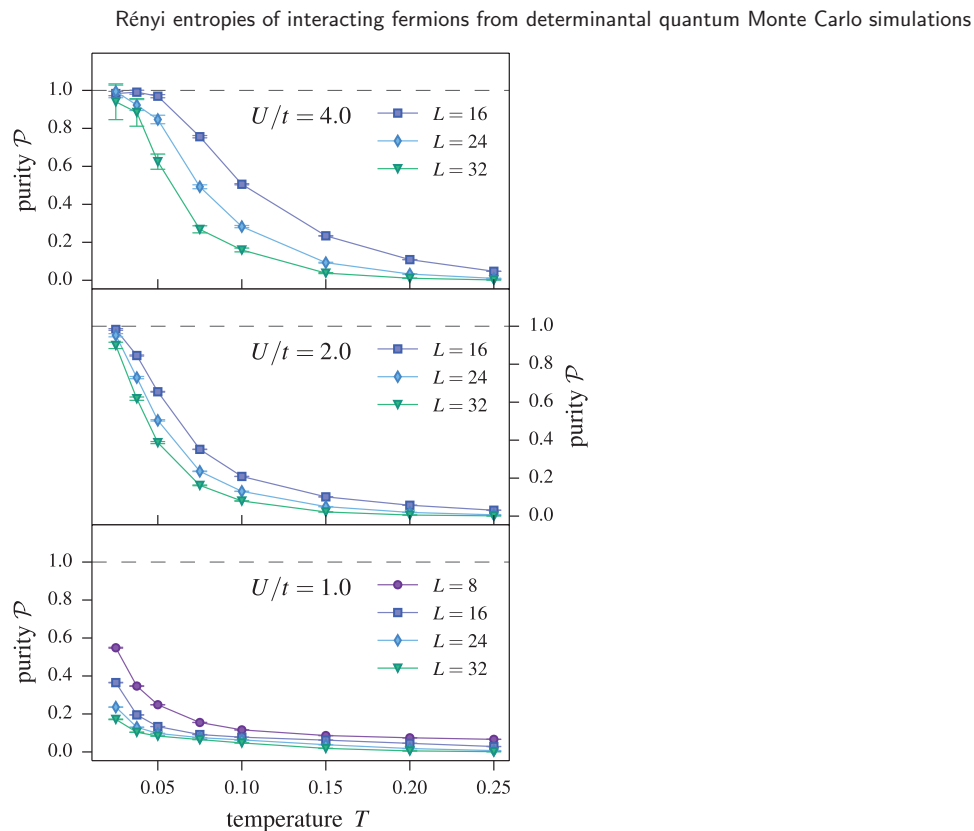 Rényi entropies of interacting fermions from determinantal quantum Monte Carlo simulations
1.0
0.8
0.6
0.4
0.2
0.0
purity 𝒫
U/t = 4.0
L = 16
L = 24
L = 32
1.0
0.8
0.6
0.4
0.2
0.0
purity 𝒫
U/t = 2.0
L = 16
L = 24
L = 32
1.0
0.8
0.6
0.4
0.2
0.0
purity 𝒫
U/t = 1.0
L = 8
L = 16
L = 24
L = 32
0.05 0.10 0.15 0.20 0.25
temperature T